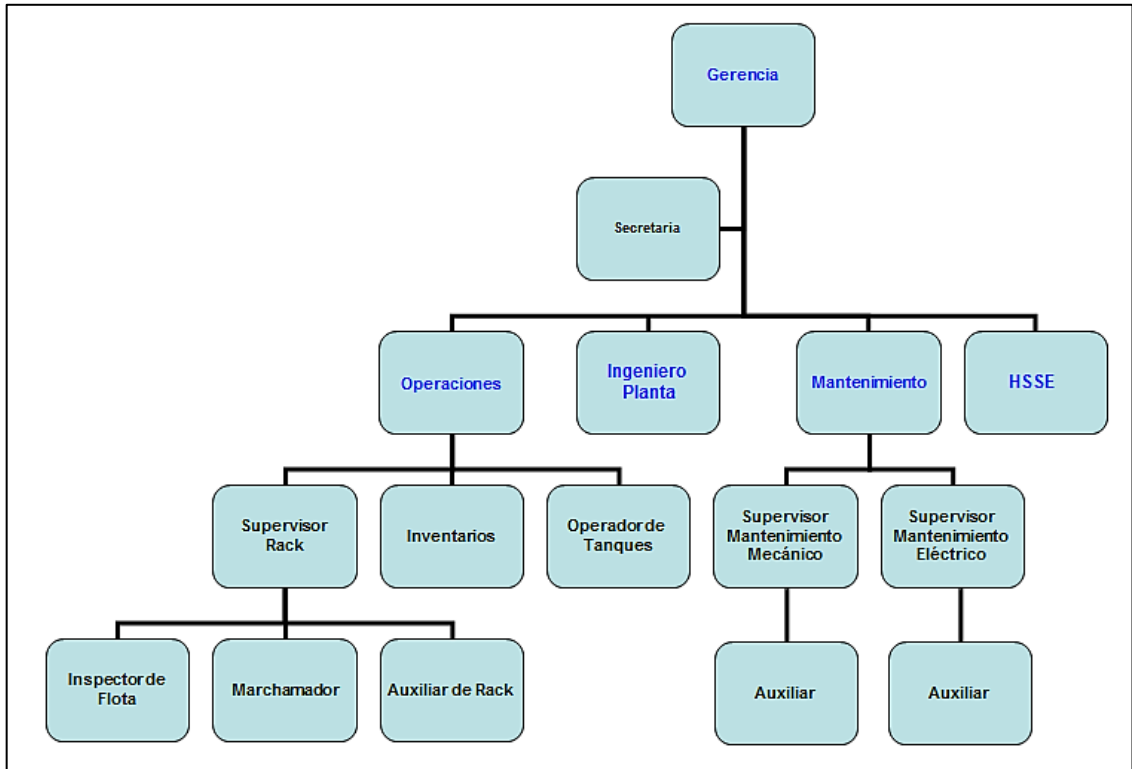 Gerencia
Secretaria
Operaciones
Ingeniero
Planta
Mantenimiento
HSSE
Supervisor
Rack
Inventarios
Operador de
Tanques
Supervisor
Mantenimiento
Mecánico
Supervisor
Mantenimiento
Eléctrico
Inspector de
Flota
Marchamador
Auxiliar de Rack
Auxiliar
Auxiliar